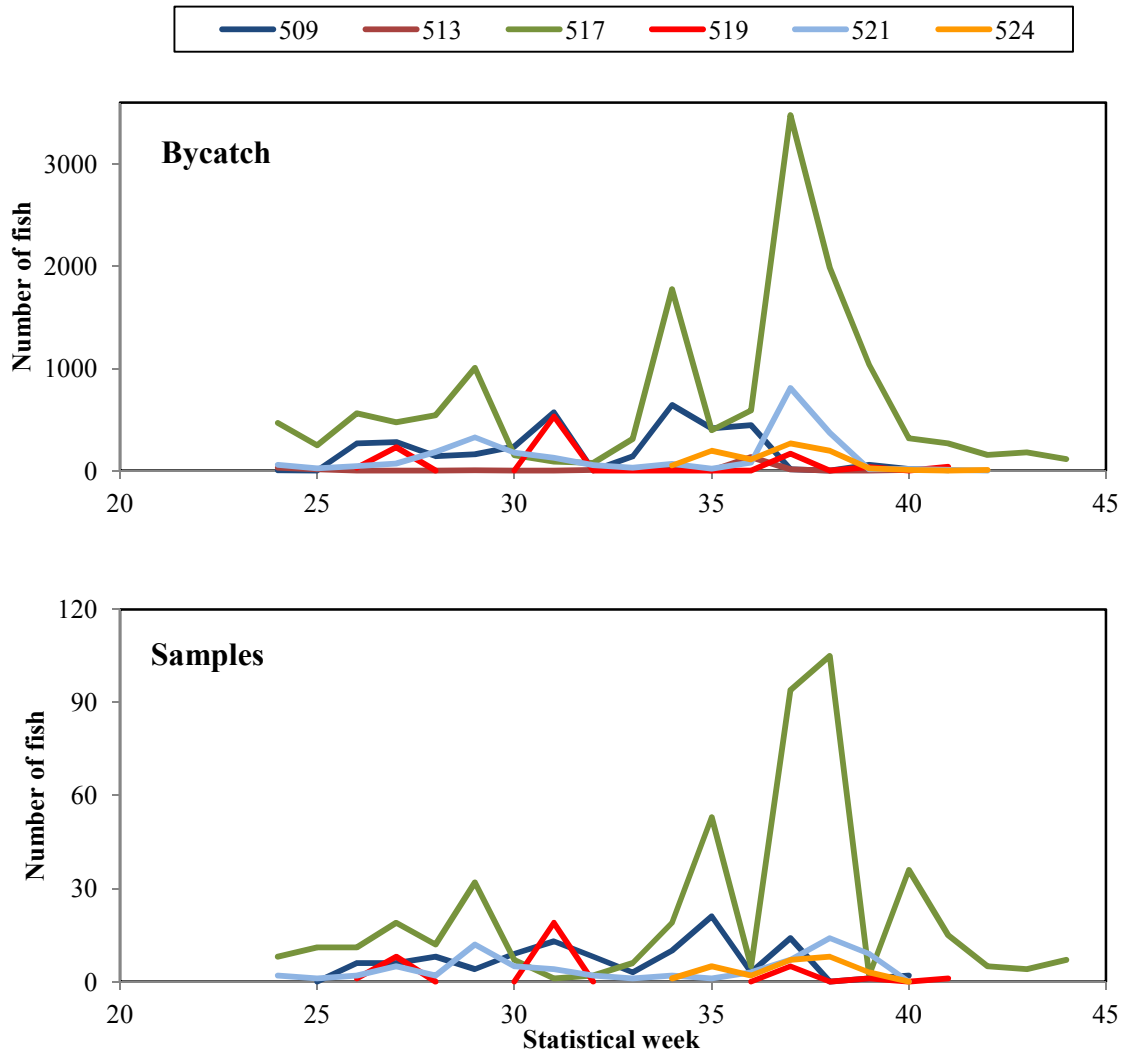 509 513 517 519 521 524
Bycatch
Number of fish
3000
2000
1000
0
20 25 30 35 40 45
Samples
Number of fish
120
90
60
30
0
20 25 30 35 40 45
Statistical week